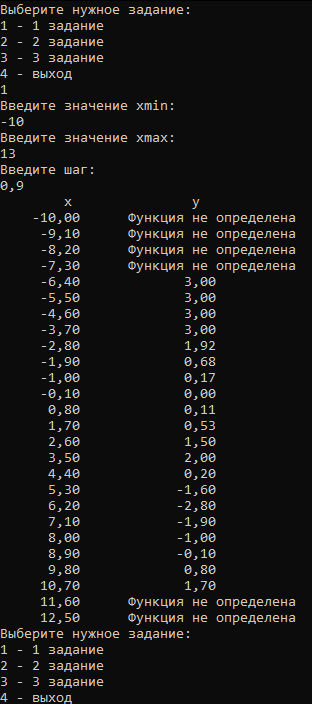 Выберите нужное задание:
1 - 1 задание
2 - 2 задание
3 - 3 задание
4 - выход
1
Введите значение xmin:
-10
Введите значение xmax:
13
Введите шаг:
0,9
x y
-10,00 Функция не определена
-9,10 Функция не определена
-8,20 Функция не определена
-7,30 Функция не определена
-6,40 3,00
-5,50 3,00
-4,60 3,00
-3,70 3,00
-2,80 1,92
-1,90 0,68
-1,00 0,17
-0,10 0,00
0,80 0,11
1,70 0,53
2,60 1,50
3,50 2,00
4,40 0,20
5,30 -1,60
6,20 -2,80
7,10 -1,90
8,00 -1,00
8,90 -0,10
9,80 0,80
10,70 1,70
11,60 Функция не определена
12,50 Функция не определена
Выберите нужное задание:
1 - 1 задание
2 - 2 задание
3 - 3 задание
4 - выход